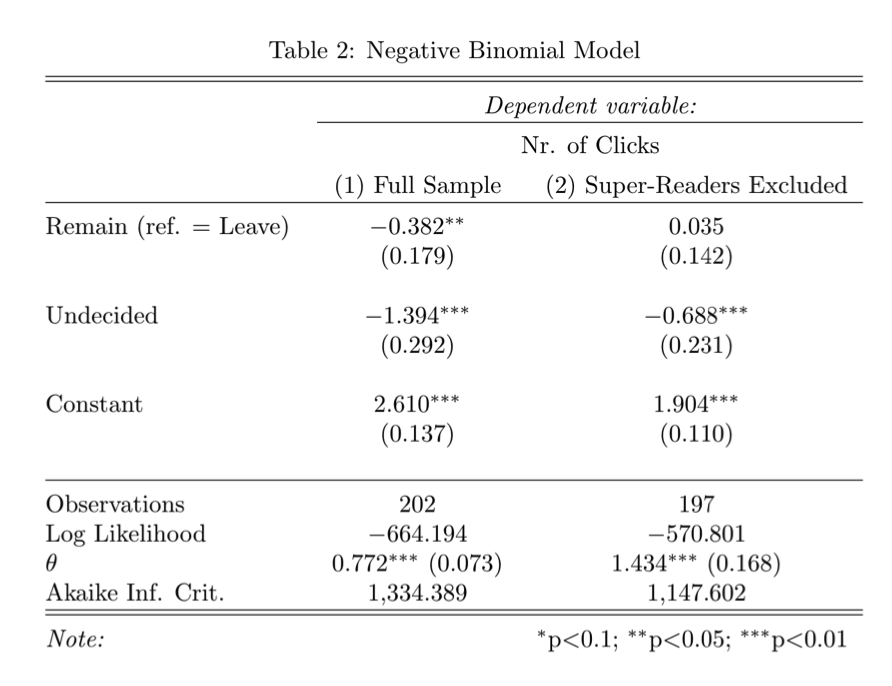 Table 2: Negative Binomial Model
Dependent variable:
Nr. of Clicks
(1) Full Sample (2) Super-Readers Excluded
Remain (ref. = Leave) −0.382** 0.035
(0.179) (0.142)
Undecided −1.394*** −0.688***
(0.292) (0.231)
Constant 2.610*** 1.904***
(0.137) (0.110)
Observations 202 197
Log Likelihood −664.194 −570.801
θ 0.772*** (0.073) 1.434*** (0.168)
Akaike Inf. Crit. 1,334.389 1,147.602
Note: *p<0.1; **p<0.05; ***p<0.01